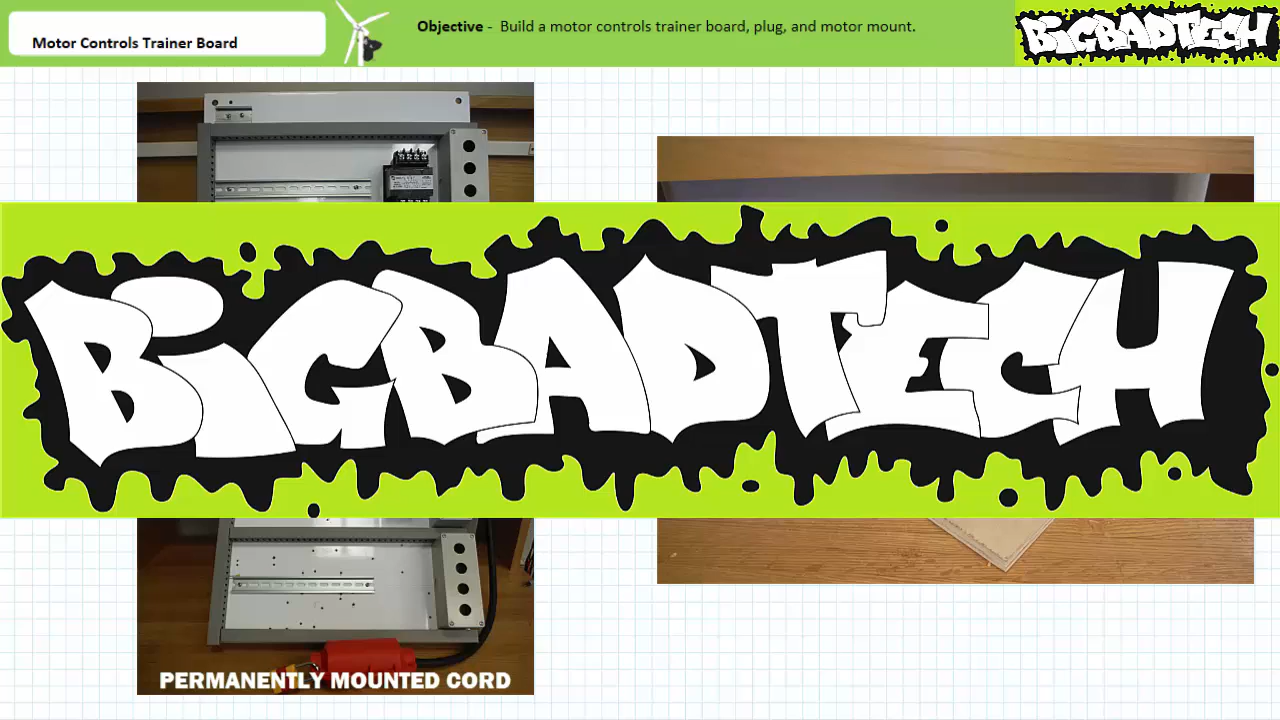 Motor Controls Trainer Board
Objective - Build a motor controls trainer board, plug, and motor mount.
BIGBADTECH
BiGBADTECH
PERMANENTLY MOUNTED CORD